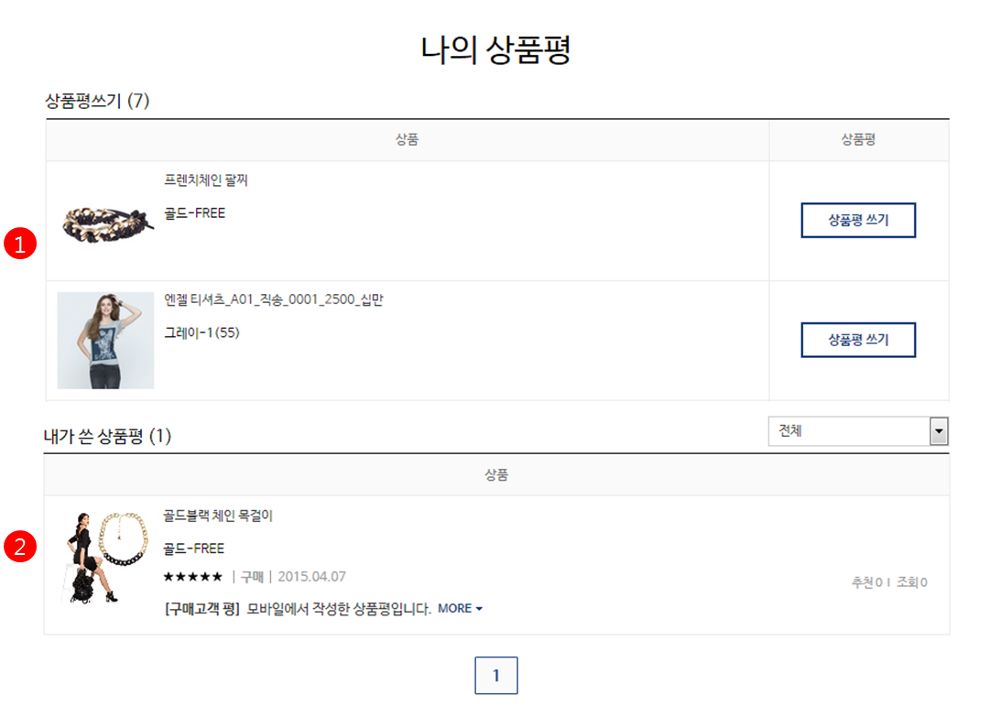 나의 상품평
상품평쓰기 (7)
상품 상품평
프렌치체인 팔찌
골드-FREE
상품평 쓰기
1
엔젤 티셔츠_A01_직송_0001_2500_십만
그레이-1(55)
상품평 쓰기
내가 쓴 상품평 (1) 전체
상품
골드블랙 체인 목걸이
2
골드-FREE
★★★★★ | 구매 | 2015.04.07
추천 0 I 조회 0
[구매고객 평] 모바일에서 작성한 상품평입니다. MORE
1